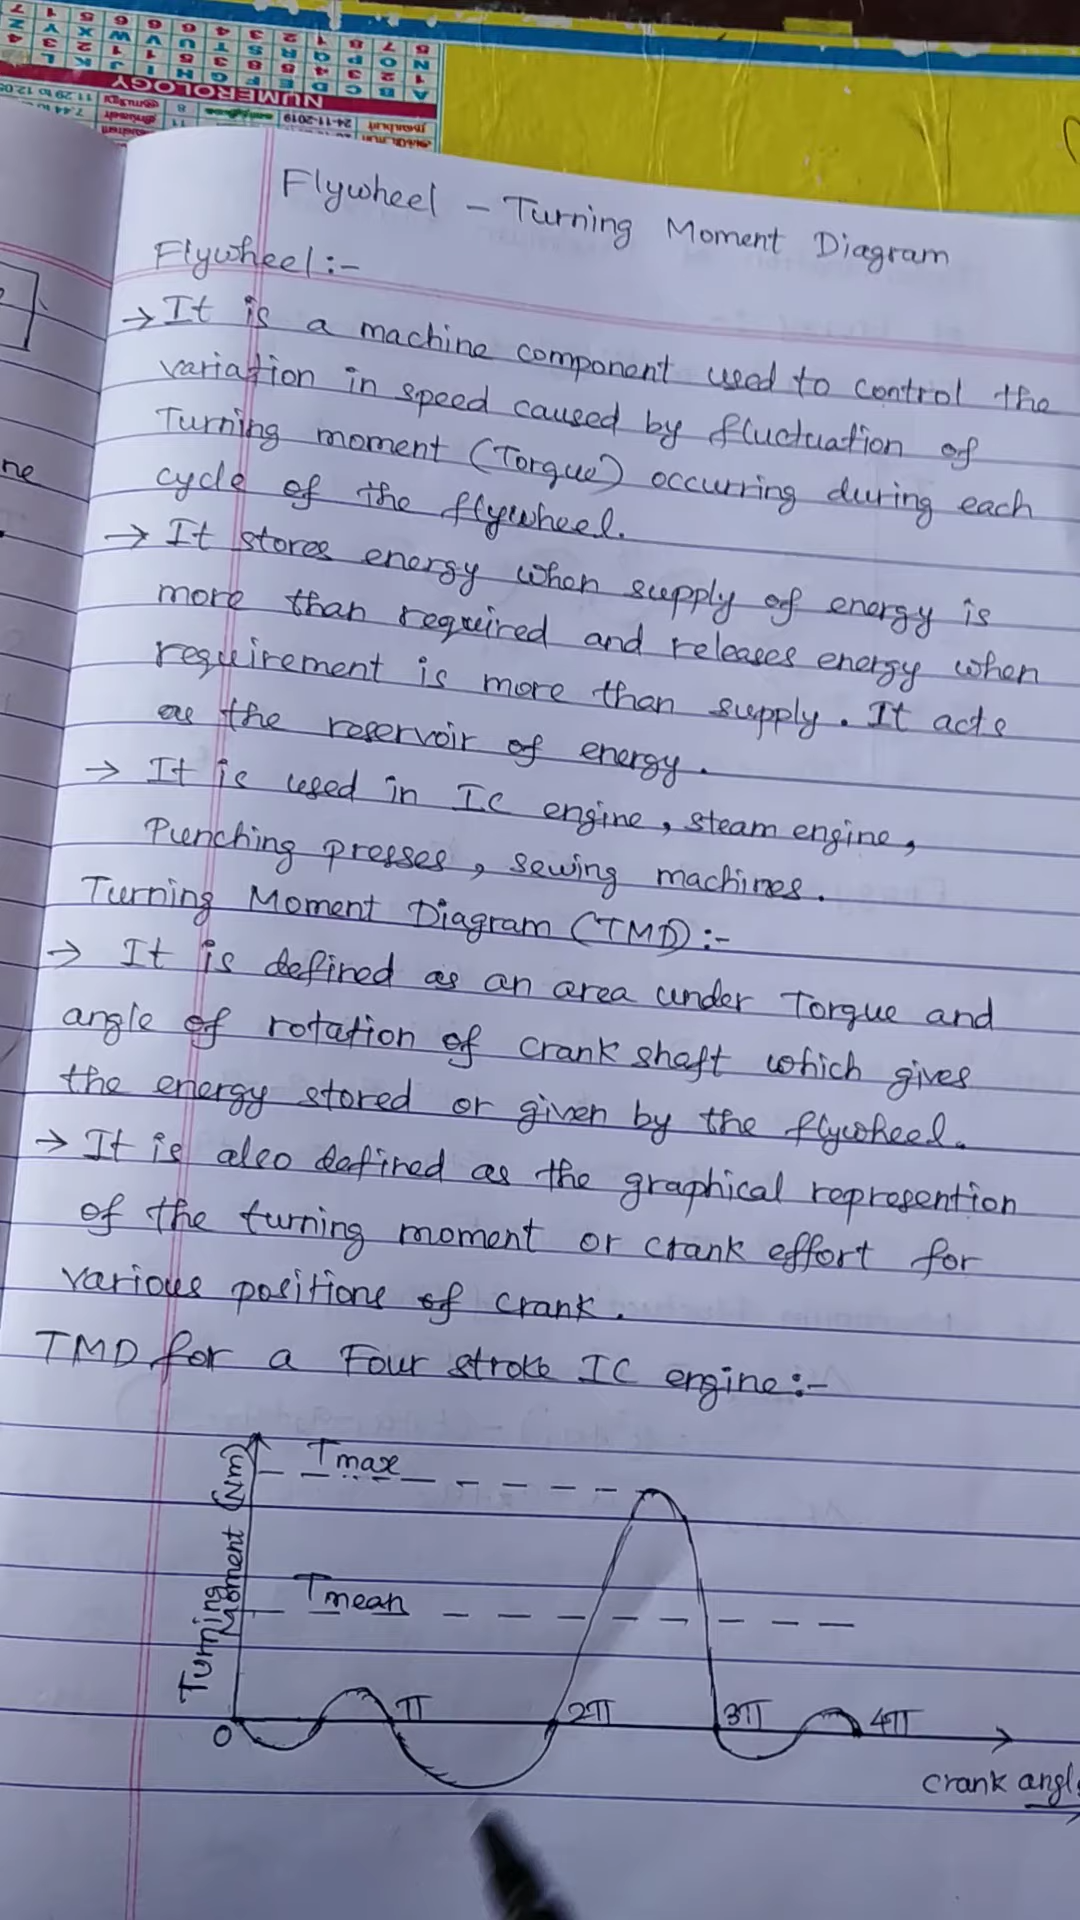 NUMEROLOGY
24-11-2019
Flywheel - Turning Moment Diagram
Flywheel :-
→ It is a machine component used to control the
variation in speed caused by fluctuation of
Turning moment (Torque) occurring during each
cycle of the flywheel.
→ It stores energy when supply of energy is
more than required and releases energy when
requirement is more than supply. It acts
as the reservoir of energy.
→ It is used in IC engine, steam engine,
Punching presses, sewing machines.
Turning Moment Diagram (TMD) :-
→ It is defined as an area under Torque and
angle of rotation of crank shaft which gives
the energy stored or given by the flywheel.
→ It is also defined as the graphical represention
of the turning moment or crank effort for
various positions of crank.
TMD for a Four stroke IC engine :-
Tmax
Turning Moment (Nm)
Tmean
0 π 2π 3π 4π
crank angle
ne